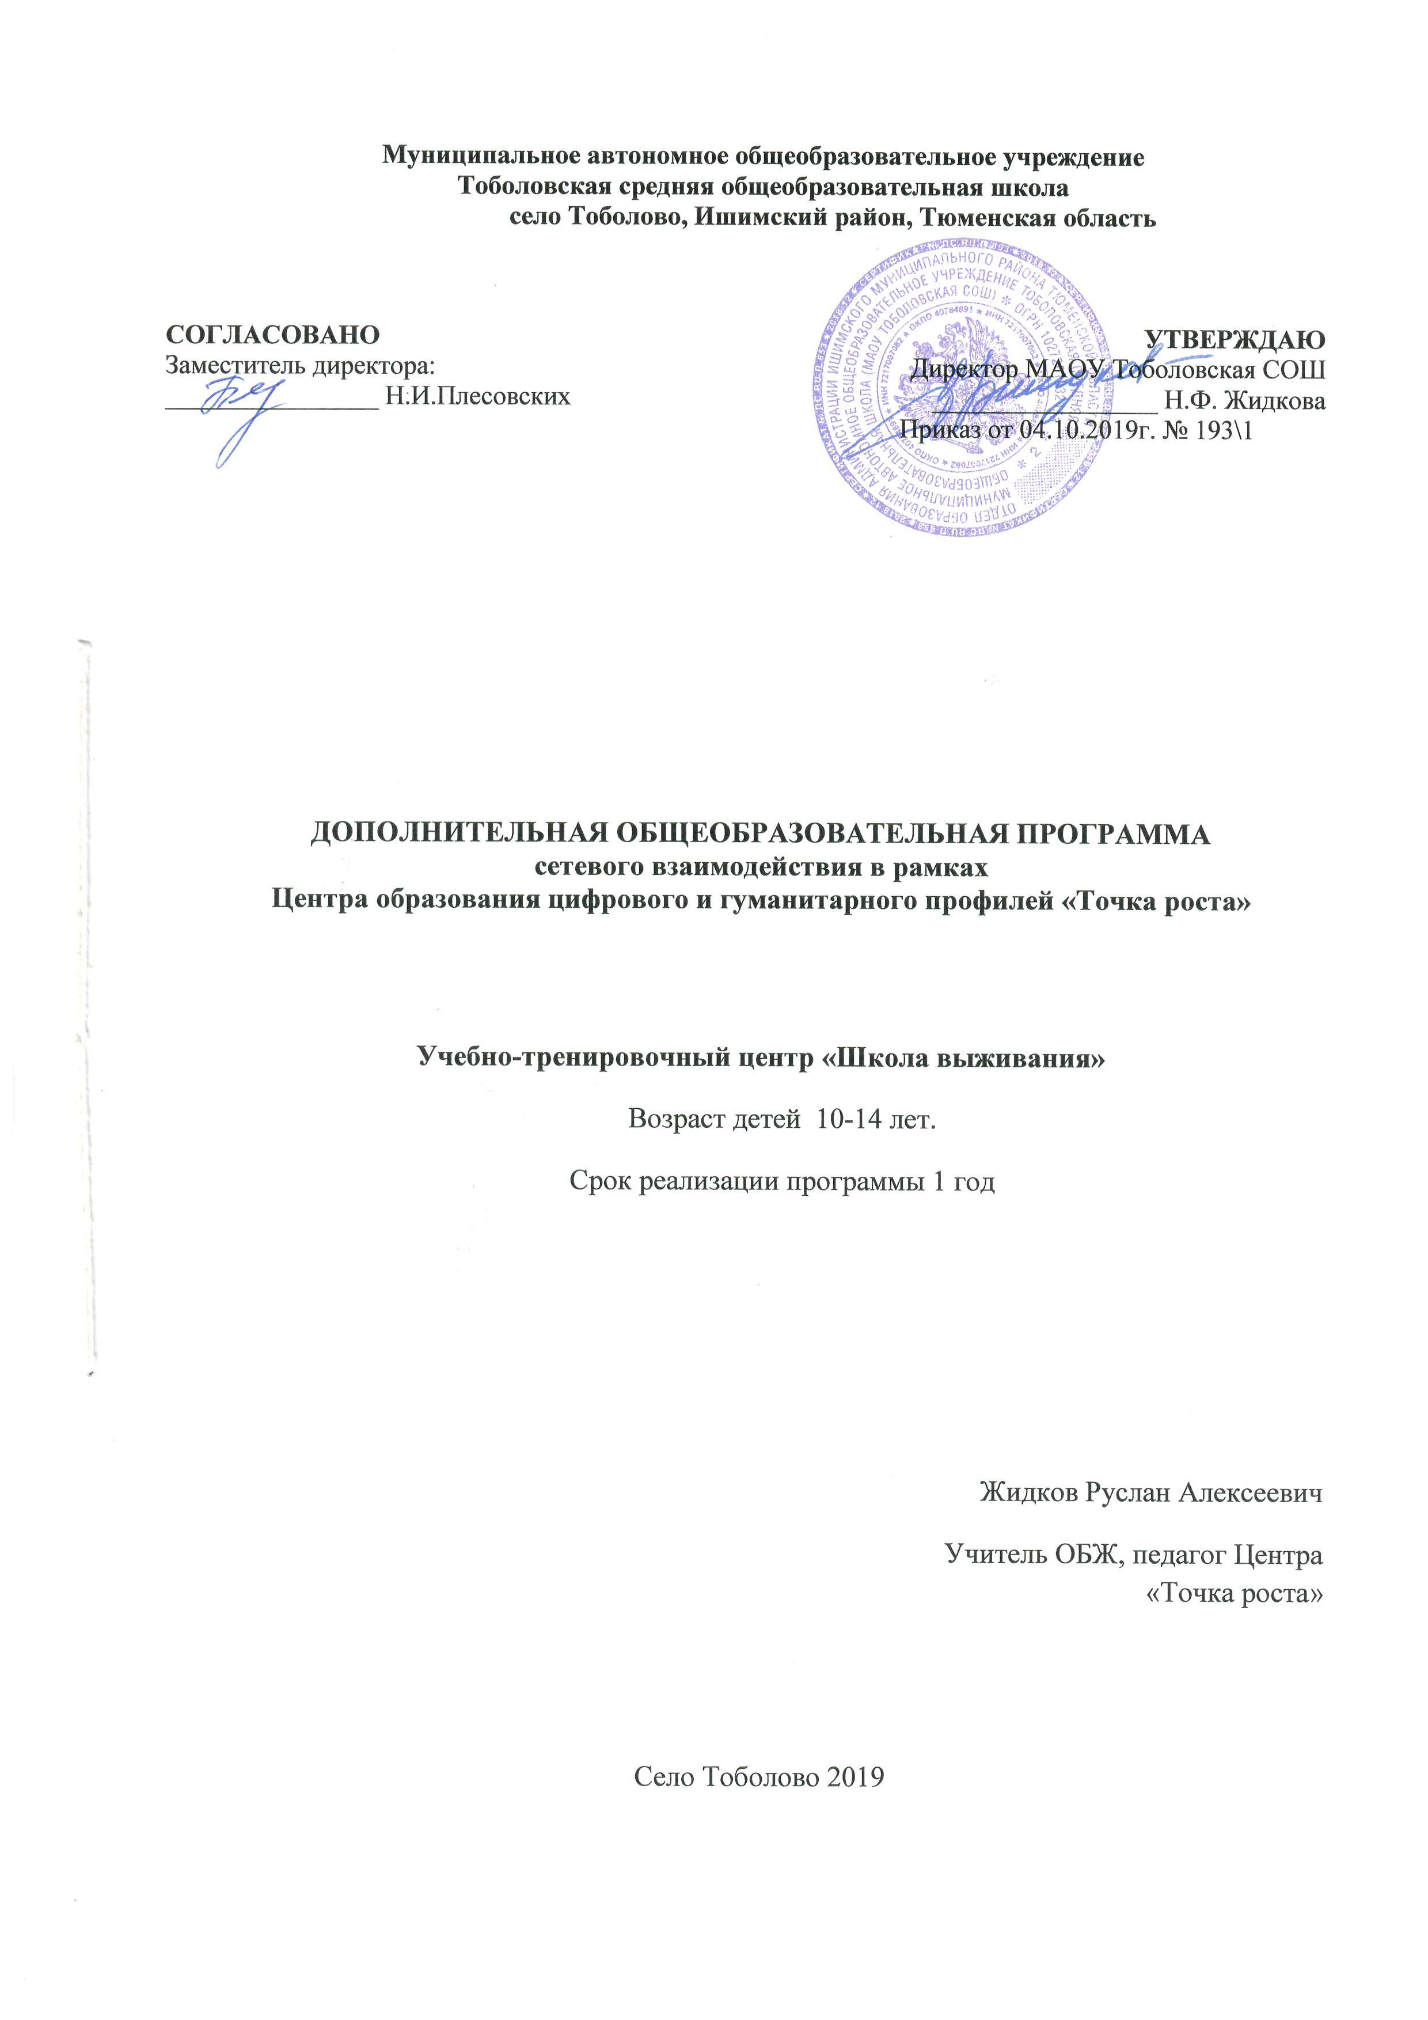 Муниципальное автономное общеобразовательное учреждение
Тоболовская средняя общеобразовательная школа
село Тоболово, Ишимский район, Тюменская область
СОГЛАСОВАНО
Заместитель директора:
Н.И.Плесовских
УТВЕРЖДАЮ
Директор МАОУ Тоболовская СОШ
Н.Ф. Жидкова
Приказ от 04.10.2019г. № 193\1
ДОПОЛНИТЕЛЬНАЯ ОБЩЕОБРАЗОВАТЕЛЬНАЯ ПРОГРАММА
сетевого взаимодействия в рамках
Центра образования цифрового и гуманитарного профилей «Точка роста»
Учебно-тренировочный центр «Школа выживания»
Возраст детей  10-14 лет.
Срок реализации программы 1 год
Жидков Руслан Алексеевич
Учитель ОБЖ, педагог Центра
«Точка роста»
Село Тоболово 2019